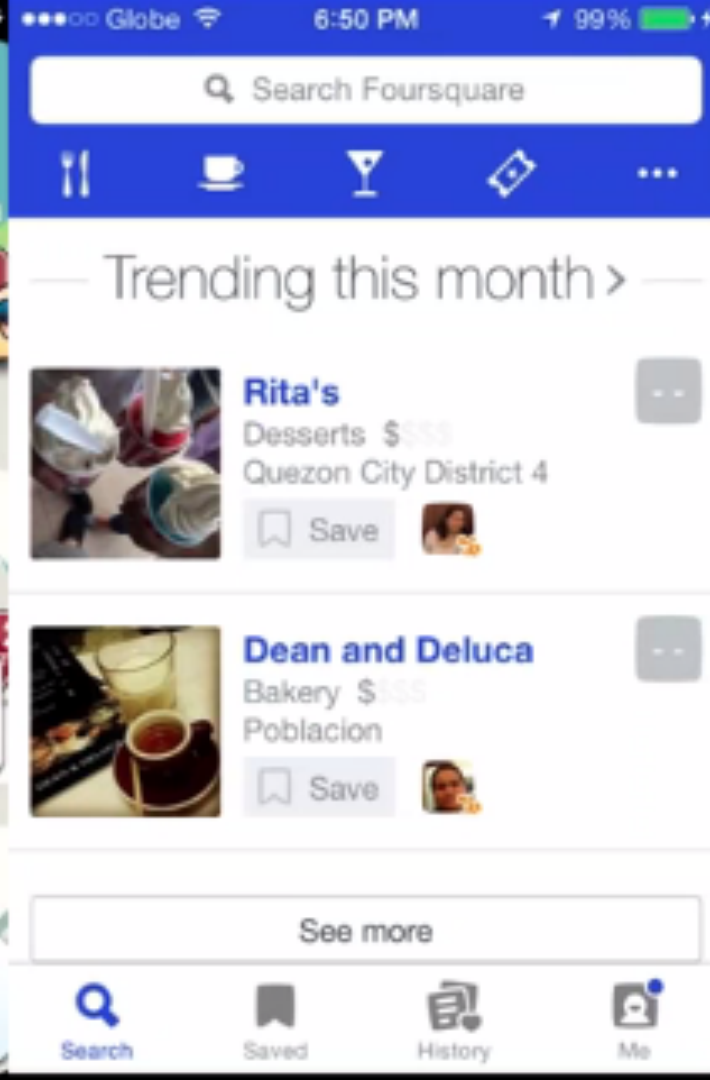 Globe 6:50 PM 99%
Search Foursquare
Trending this month >
Rita's
Desserts $$$$
Quezon City District 4
Save
Dean and Deluca
Bakery $$$$
Poblacion
Save
See more
Search Saved History Me